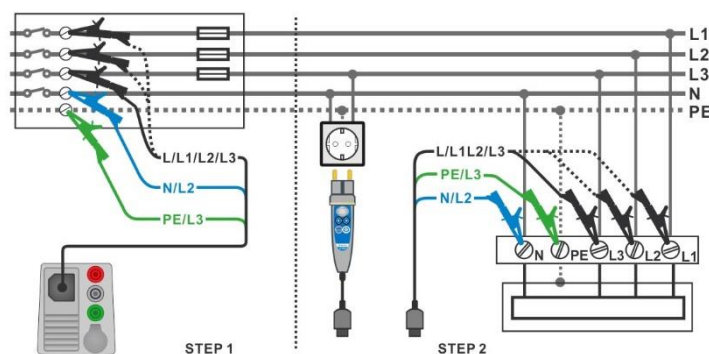 L1
L2
L3
N
PE
L/L1/L2/L3
N/L2
PE/L3
L/L1L2/L3
PE/L3
N/L2
N
PE
L3
L2
L1
STEP 1
STEP 2